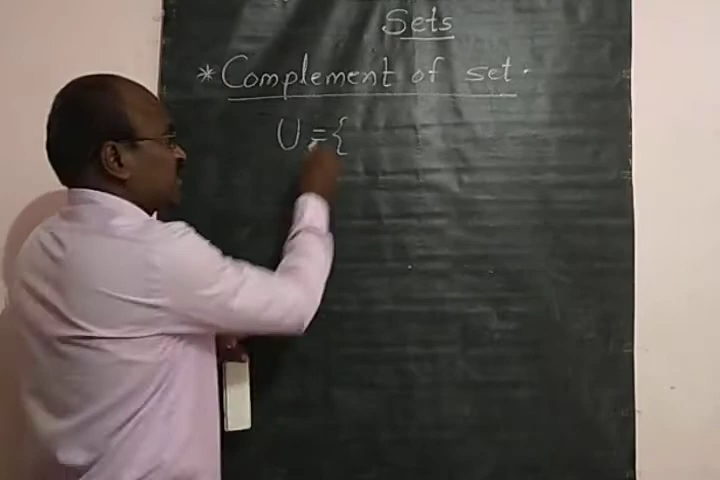 Sets
* Complement of set.
U = {